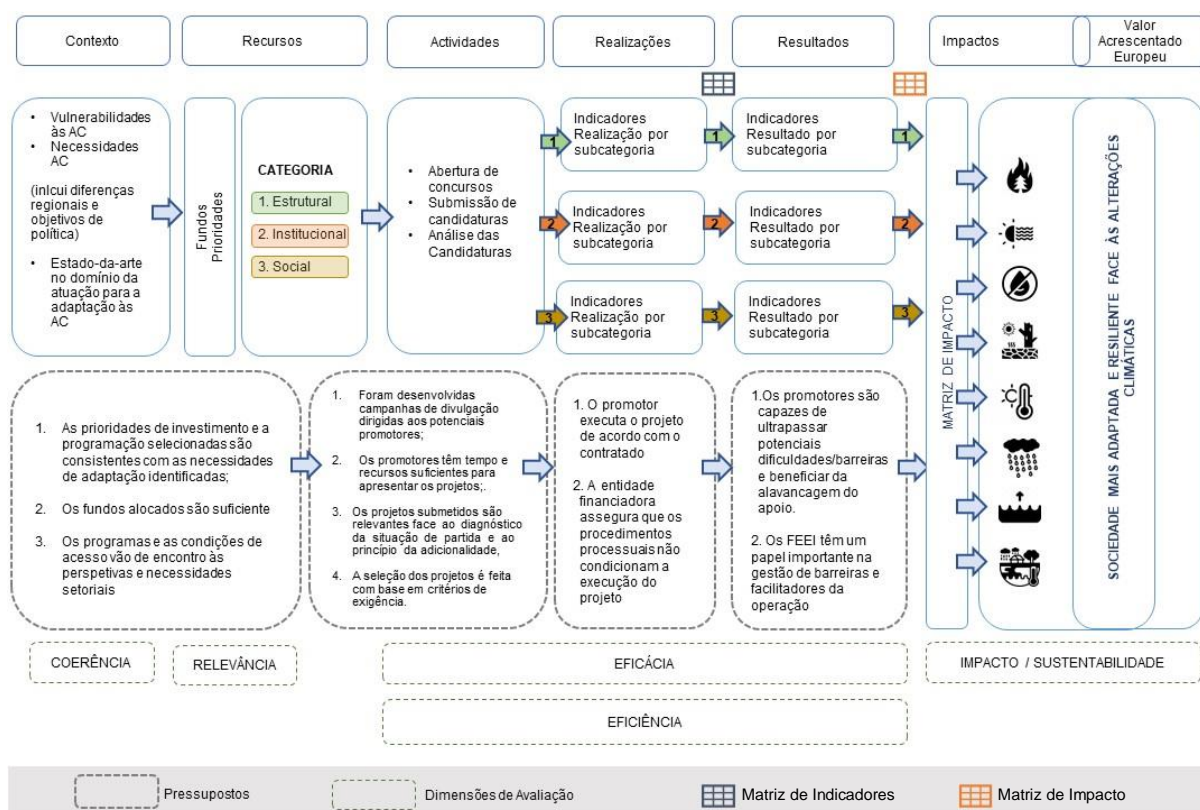 Contexto
Recursos
Actividades
Realizações
Resultados
Impactos
Valor
Acrescentado
Europeu
• Vulnerabilidades
às AC
• Necessidades
AC
(inlcui diferenças
regionais e
objetivos de
política)
• Estado-da-arte
no domínio da
atuação para a
adaptação às
AC
Fundos
Prioridades
CATEGORIA
1. Estrutural
2. Institucional
3. Social
• Abertura de
concursos
• Submissão de
candidaturas
• Análise das
Candidaturas
1
Indicadores
Realização por
subcategoria
1
Indicadores
Resultado por
subcategoria
1
2
Indicadores
Realização por
subcategoria
2
Indicadores
Resultado por
subcategoria
2
3
Indicadores
Realização por
subcategoria
3
Indicadores
Resultado por
subcategoria
3
MATRIZ DE IMPACTO
SOCIEDADE MAIS ADAPTADA E RESILIENTE FACE ÀS ALTERAÇÕES
CLIMÁTICAS
1. As prioridades de investimento e a
programação selecionadas são
consistentes com as necessidades
de adaptação identificadas;
2. Os fundos alocados são suficiente
3. Os programas e as condições de
acesso vão de encontro às
perspetivas e necessidades
setoriais
1. Foram desenvolvidas
campanhas de divulgação
dirigidas aos potenciais
promotores;
2. Os promotores têm tempo e
recursos suficientes para
apresentar os projetos;.
3. Os projetos submetidos são
relevantes face ao diagnóstico
da situação de partida e ao
princípio da adicionalidade,
4. A seleção dos projetos é feita
com base em critérios de
exigência.
1. O promotor
executa o projeto
de acordo com o
contratado
2. A entidade
financiadora
assegura que os
procedimentos
processuais não
condicionam a
execução do
projeto
1.Os promotores são
capazes de
ultrapassar
potenciais
dificuldades/barreiras
e beneficiar da
alavancagem do
apoio.
2. Os FEEI têm um
papel importante na
gestão de barreiras e
facilitadores da
operação
COERÊNCIA
RELEVÂNCIA
EFICÁCIA
IMPACTO / SUSTENTABILIDADE
EFICIÊNCIA
Pressupostos
Dimensões de Avaliação
Matriz de Indicadores
Matriz de Impacto